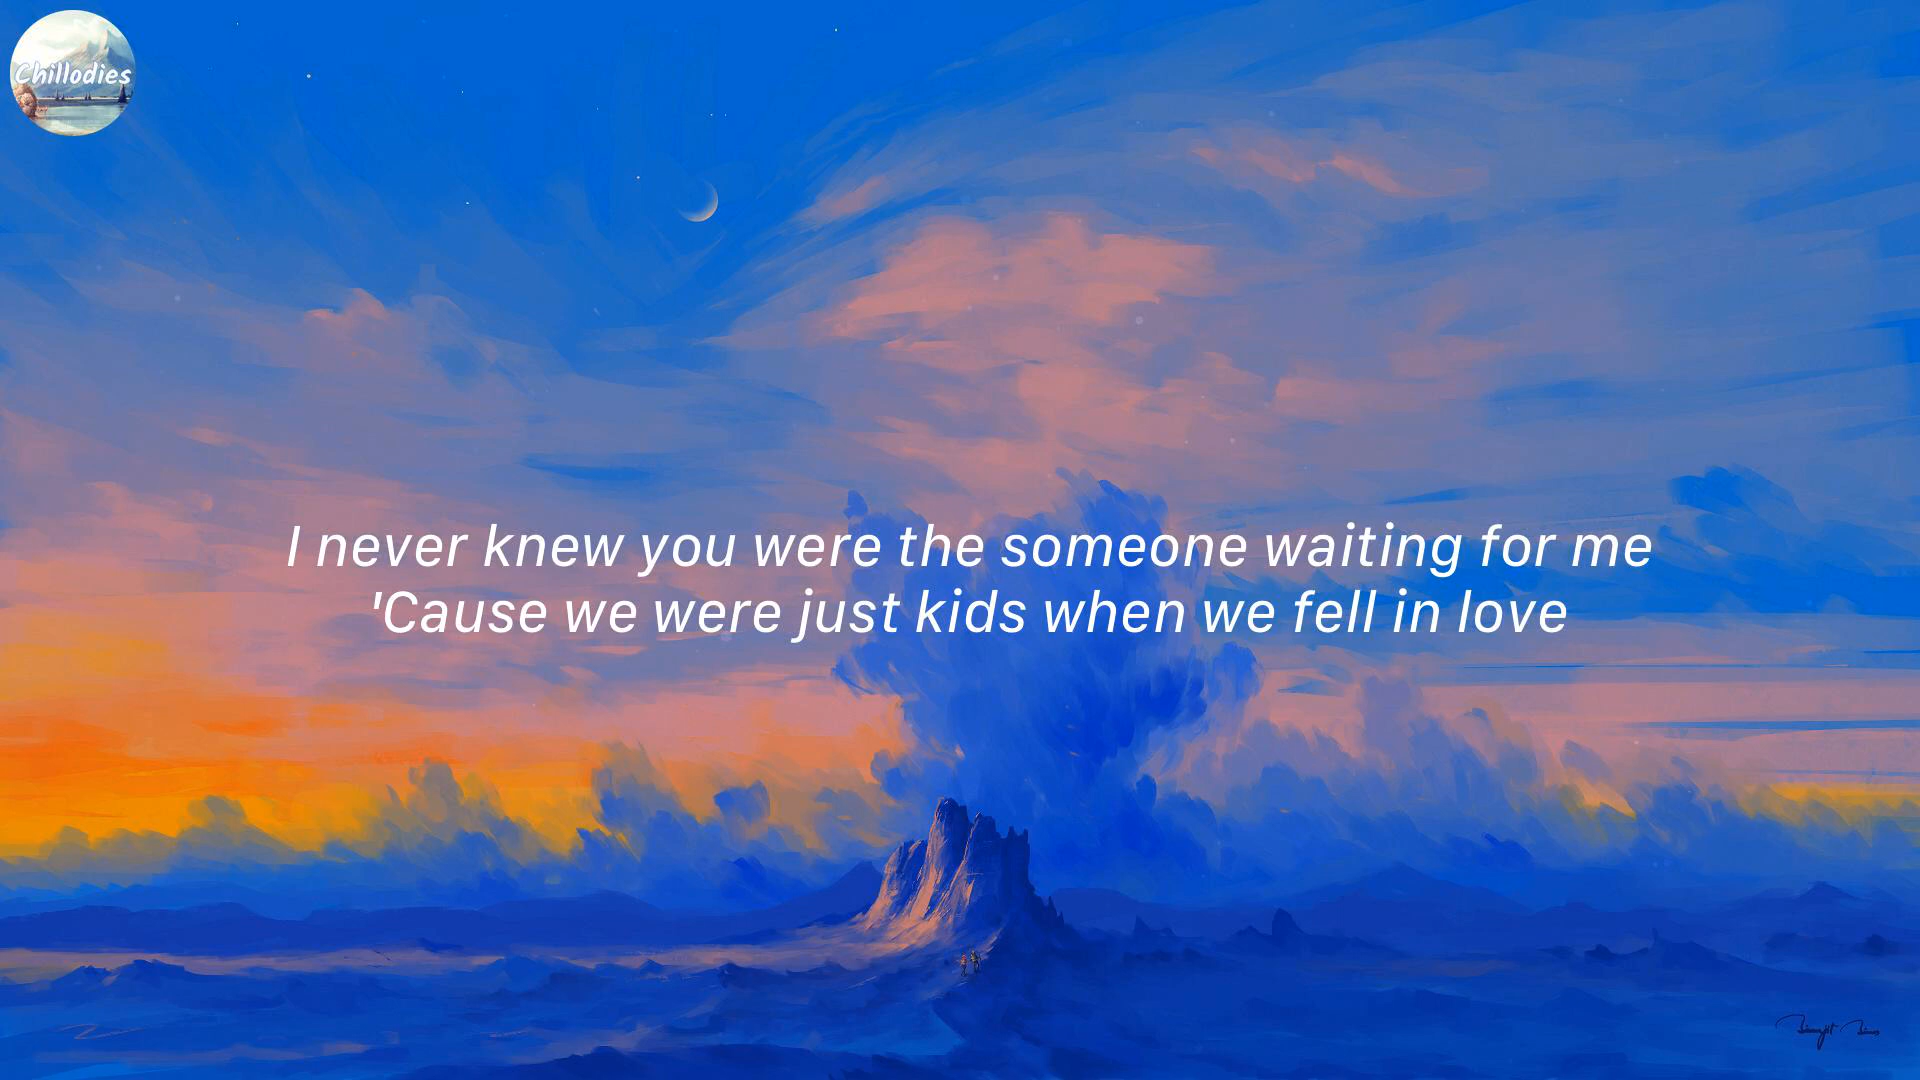 Chillodies
I never knew you were the someone waiting for me
'Cause we were just kids when we fell in love